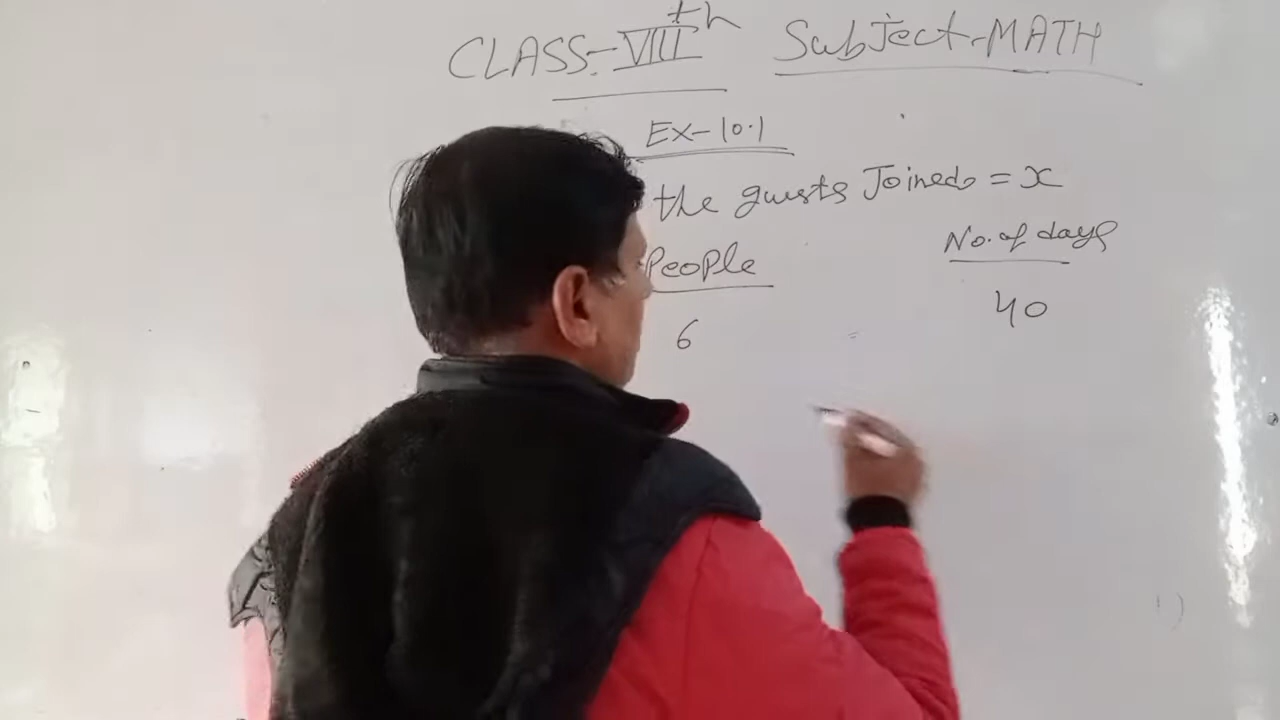 CLASS-VIIIth Subject-MATH
Ex-10.1
the guests Joined = x
People No. of days
6 40